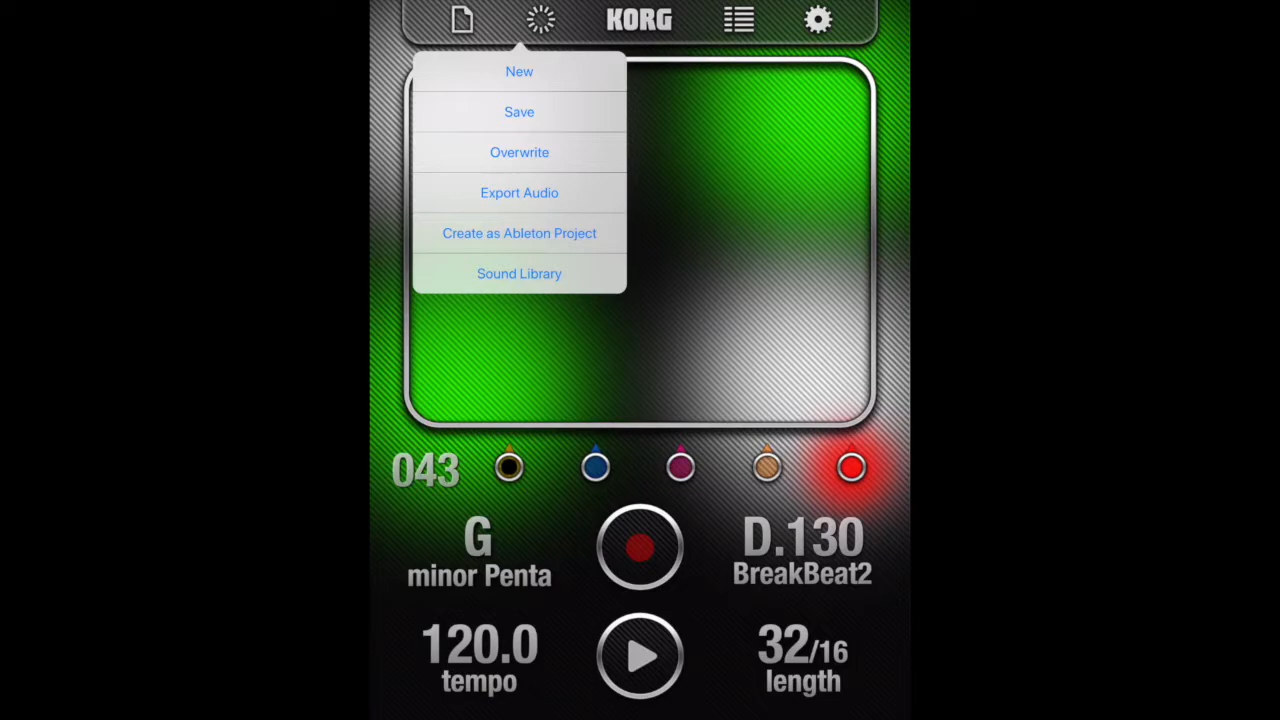 KORG
New
Save
Overwrite
Export Audio
Create as Ableton Project
Sound Library
043
G
minor Penta
D.130
BreakBeat2
120.0
tempo
32/16
length